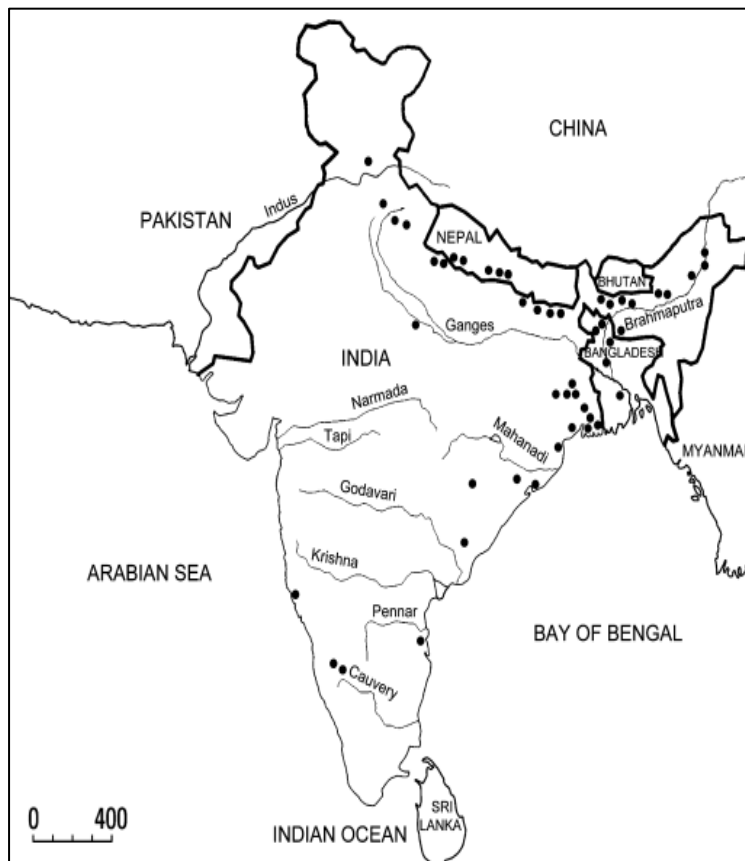 CHINA
Indus
PAKISTAN
NEPAL
BHUTAN
Brahmaputra
Ganges
BANGLADESH
INDIA
Narmada
Tapi
Mahanadi
MYANMAR
Godavari
ARABIAN SEA
Krishna
Pennar
BAY OF BENGAL
Cauvery
0 400
SRI
LANKA
INDIAN OCEAN